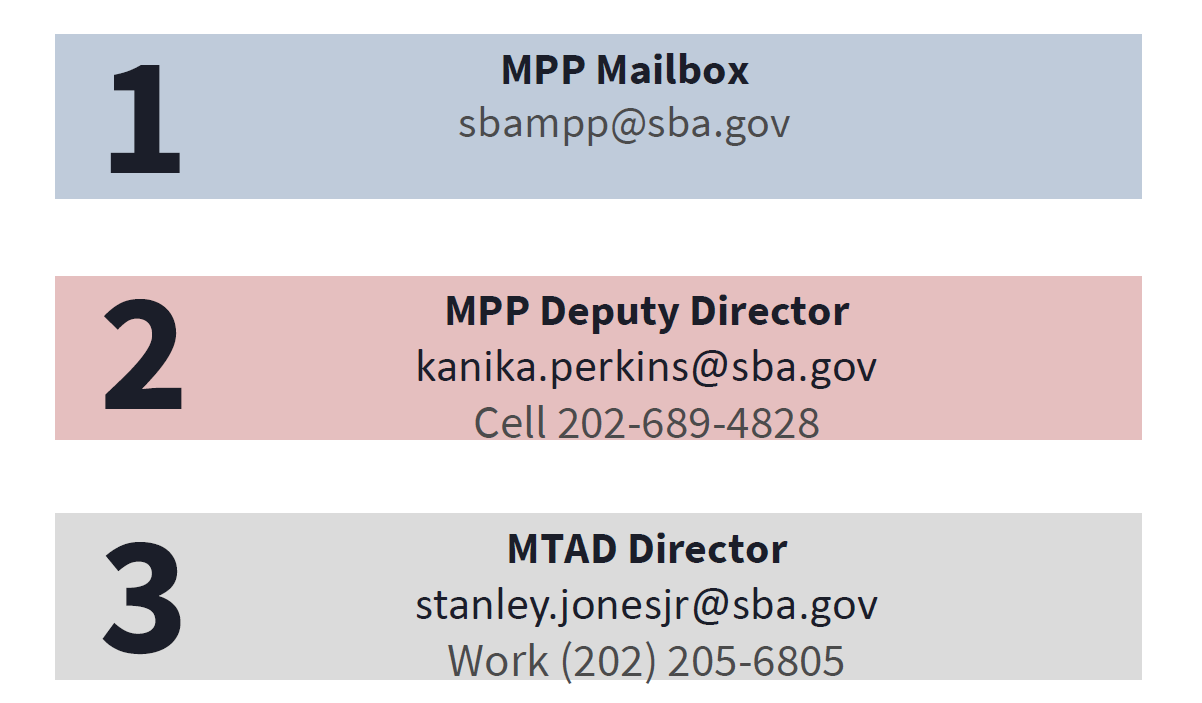 1
MPP Mailbox
sbampp@sba.gov
2
MPP Deputy Director
kanika.perkins@sba.gov
Cell 202-689-4828
3
MTAD Director
stanley.jonesjr@sba.gov
Work (202) 205-6805